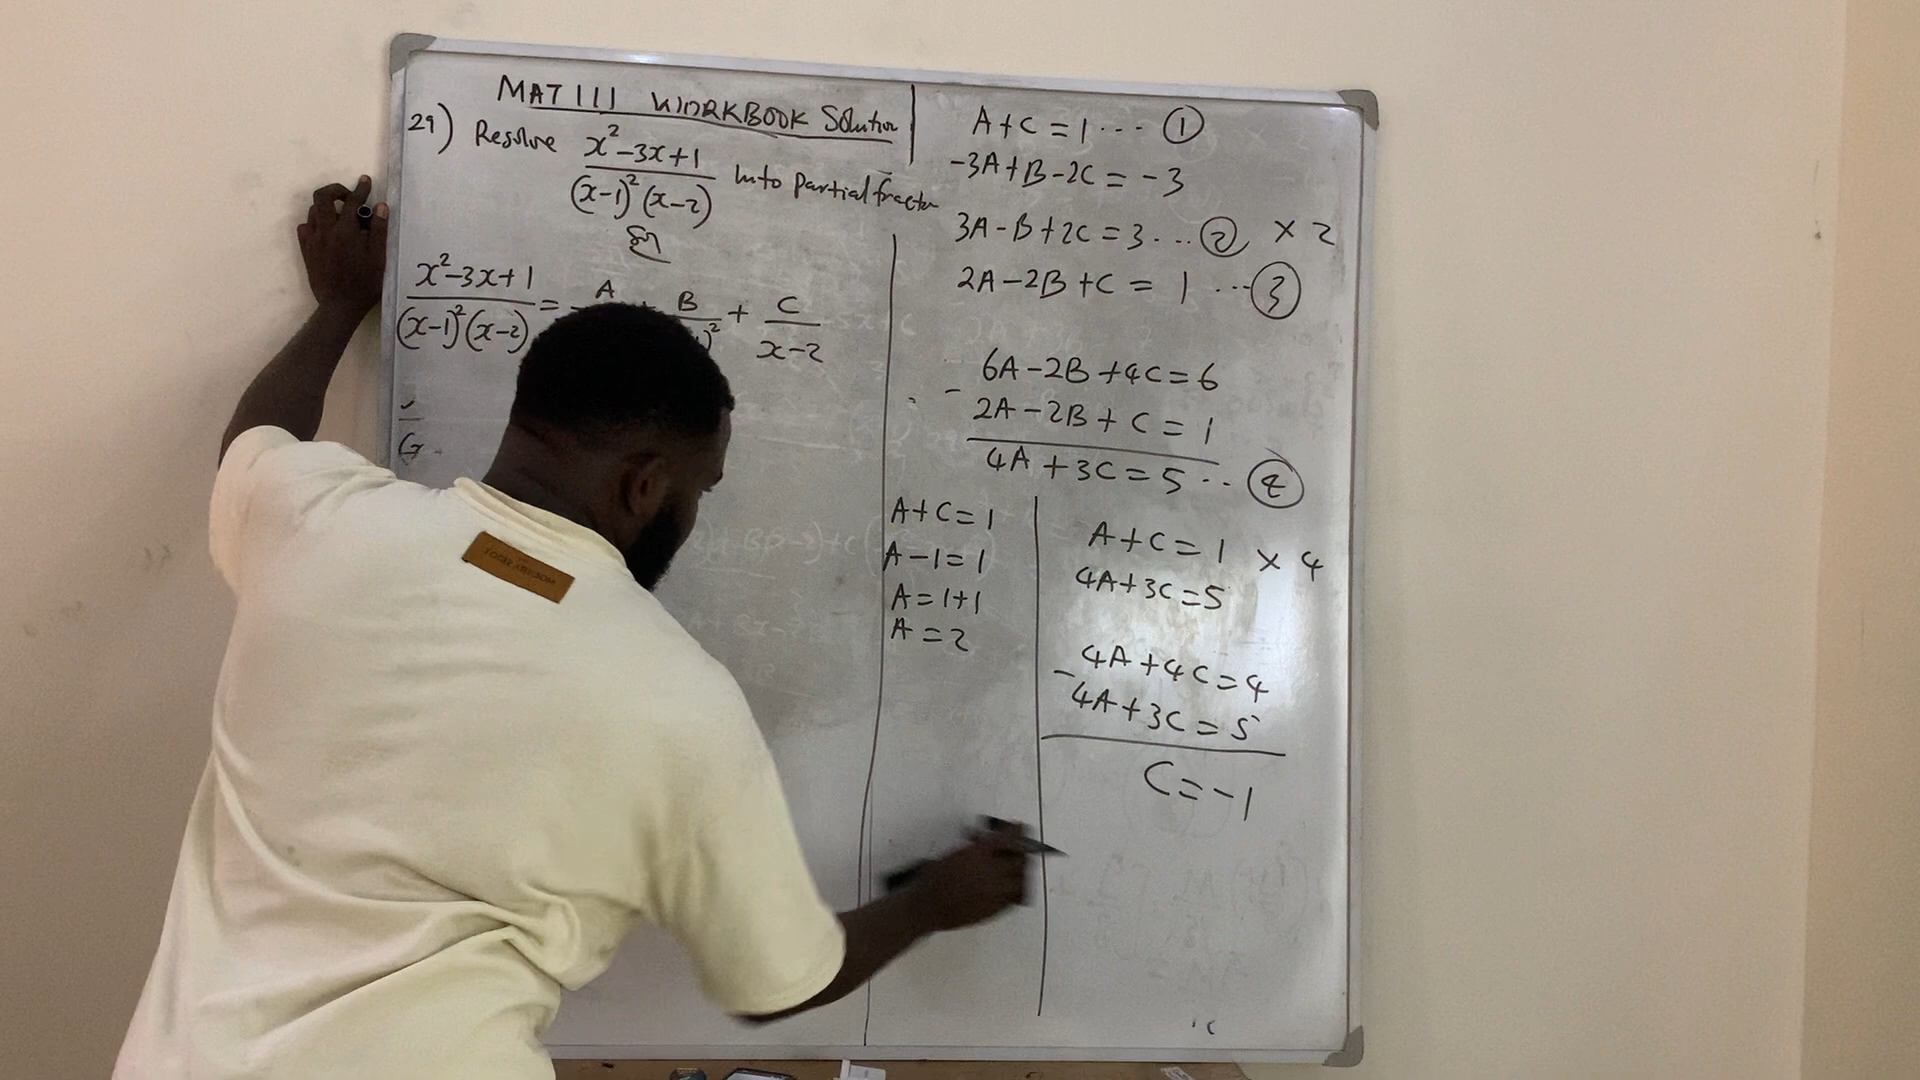 MAT 111 WORKBOOK Solution
29) Resolve x²-3x+1 / (x-1)²(x-2) into partial fracton
x²-3x+1 / (x-1)²(x-2) = A + B / )² + C / x-2
A+C=1 ... ①
-3A+B-2C=-3
3A-B+2C=3 ... ② × 2
2A-2B+C=1 ... ③
6A-2B+4C=6
- 2A-2B+C=1
4A+3C=5 .. ④
A+C=1
A-1=1
A=1+1
A=2
A+C=1 × 4
4A+3C=5
4A+4C=4
- 4A+3C=5
C=-1